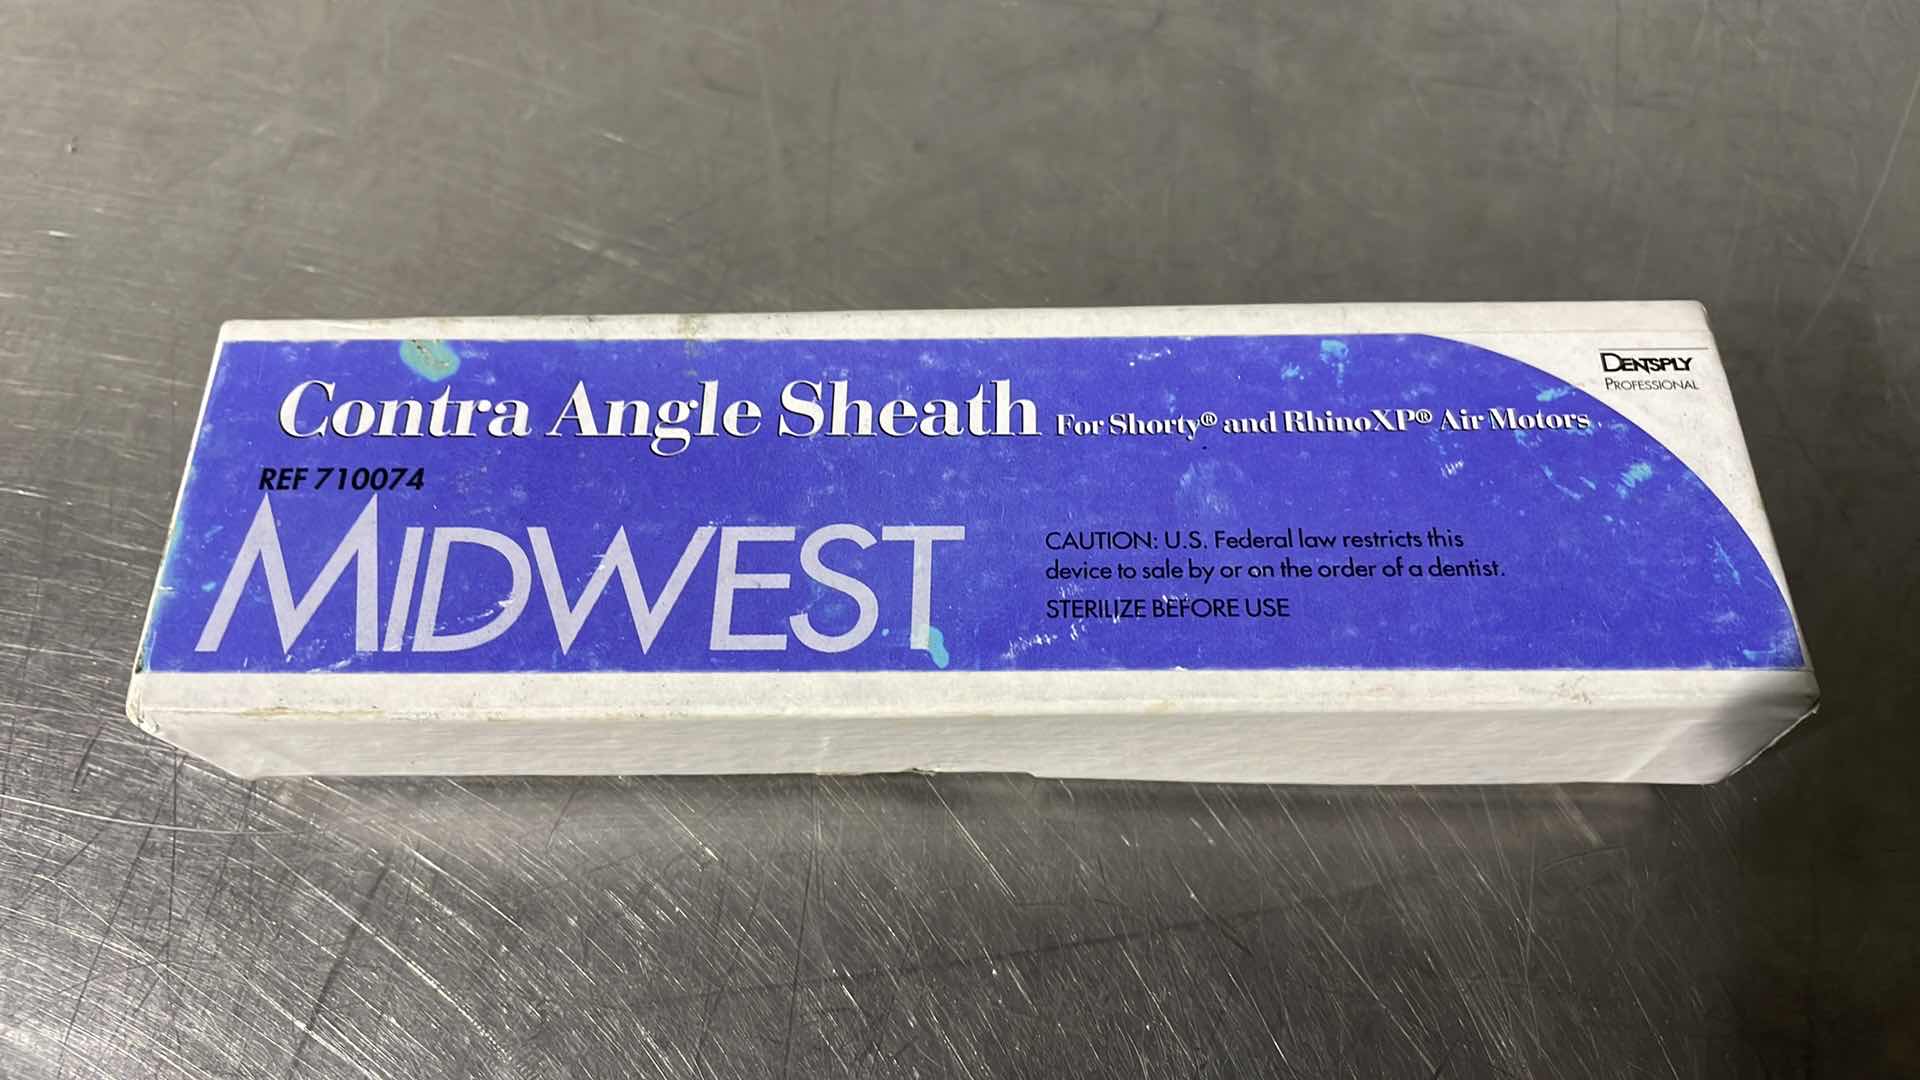 Contra Angle Sheath For Shorty® and RhinoXP® Air Motors
REF 710074
MIDWEST
CAUTION: U.S. Federal law restricts this
device to sale by or on the order of a dentist.
STERILIZE BEFORE USE
DENTSPLY
PROFESSIONAL